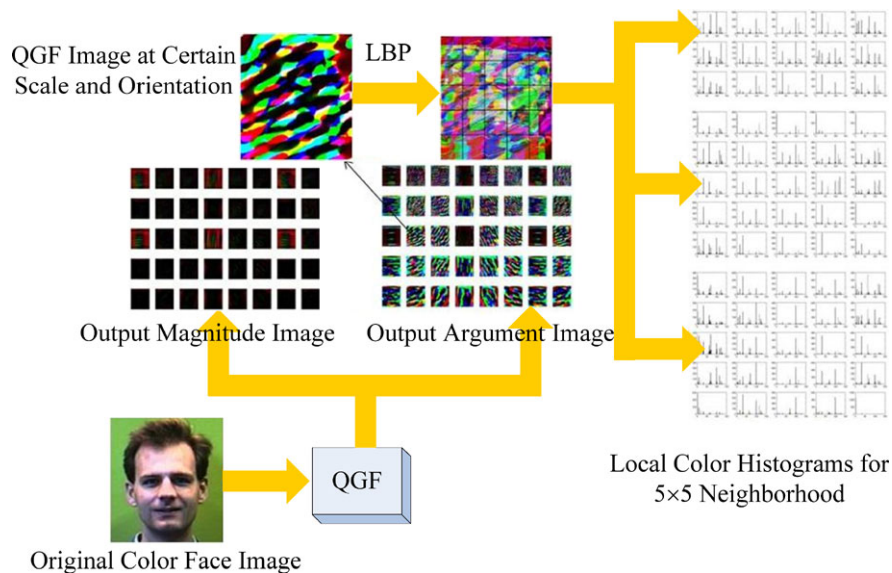 QGF Image at Certain
Scale and Orientation
LBP
Output Magnitude Image
Output Argument Image
QGF
Original Color Face Image
Local Color Histograms for
5×5 Neighborhood